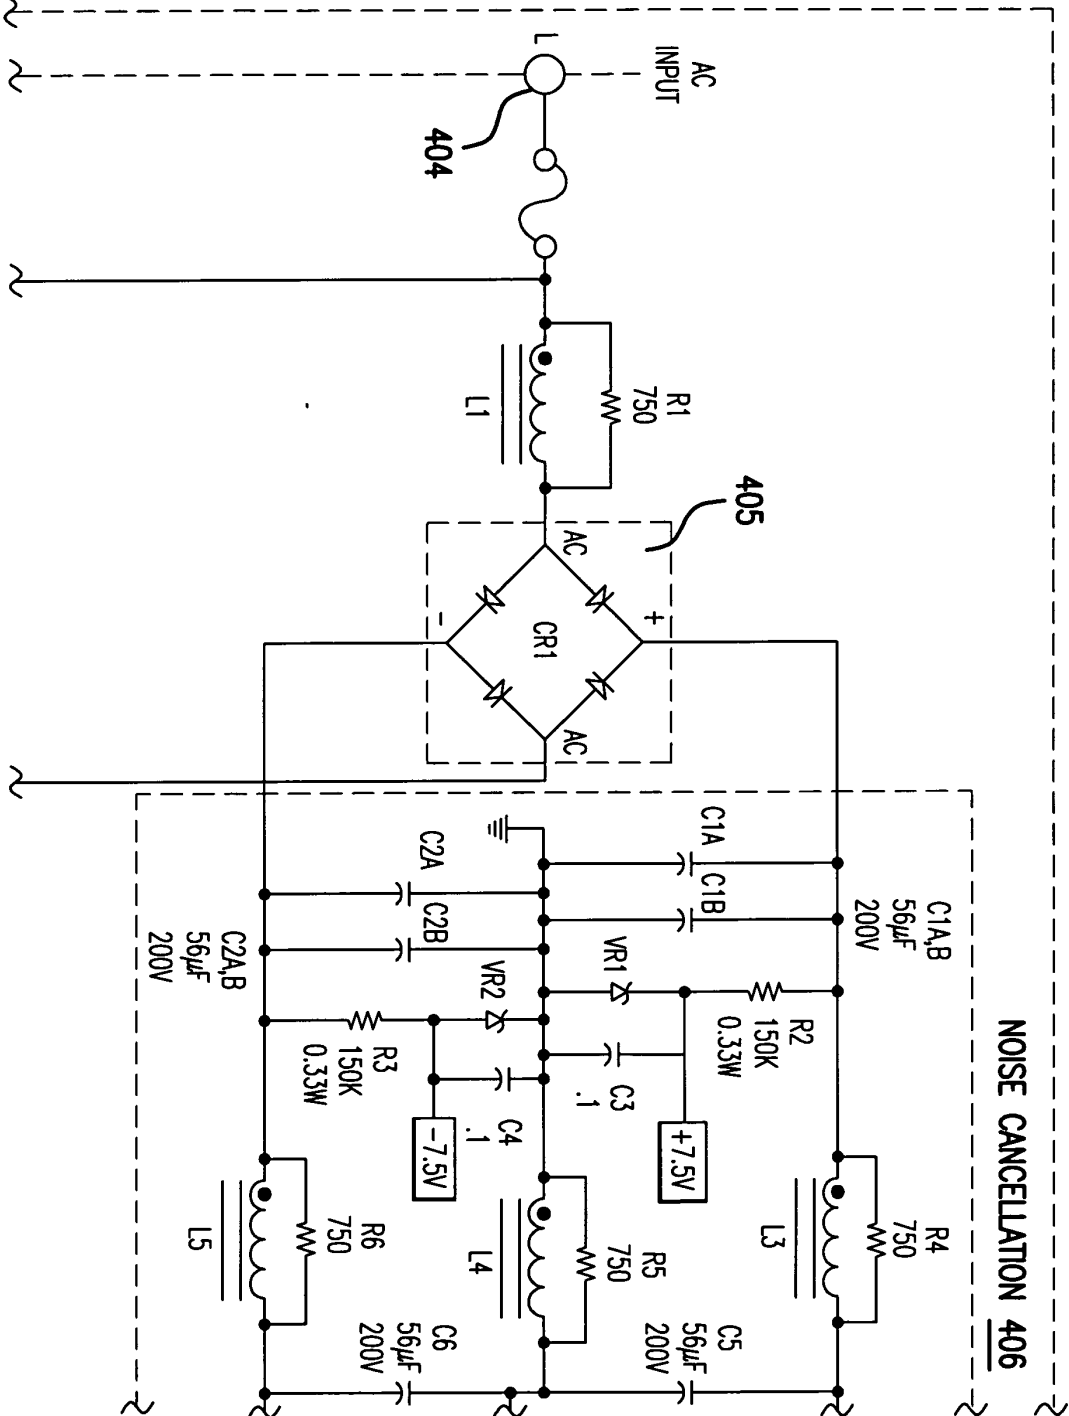 NOISE CANCELLATION 406
AC
INPUT
L
404
R1
750
L1
405
AC
+
CR1
-
AC
C1A
C1B
C1A,B
56μF
200V
C2A
C2B
C2A,B
56μF
200V
VR1
R2
150K
0.33W
VR2
R3
150K
0.33W
C3
.1
C4
.1
+7.5V
-7.5V
R4
750
L3
R5
750
L4
R6
750
L5
C5
56μF
200V
C6
56μF
200V